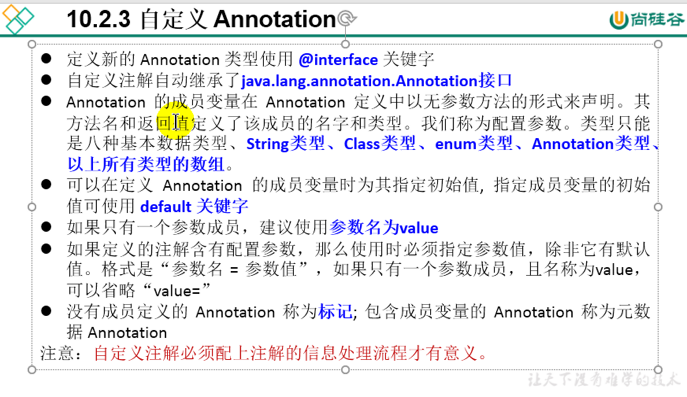 10.2.3 自定义 Annotation
尚硅谷
● 定义新的 Annotation 类型使用 @interface 关键字
● 自定义注解自动继承了java.lang.annotation.Annotation接口
● Annotation 的成员变量在 Annotation 定义中以无参数方法的形式来声明。其
方法名和返回值定义了该成员的名字和类型。我们称为配置参数。类型只能
是八种基本数据类型、String类型、Class类型、enum类型、Annotation类型、
以上所有类型的数组。
● 可以在定义 Annotation 的成员变量时为其指定初始值, 指定成员变量的初始
值可使用 default 关键字
● 如果只有一个参数成员，建议使用参数名为value
● 如果定义的注解含有配置参数，那么使用时必须指定参数值，除非它有默认
值。格式是“参数名 = 参数值”，如果只有一个参数成员，且名称为value，
可以省略“value=”
● 没有成员定义的 Annotation 称为标记; 包含成员变量的 Annotation 称为元数
据 Annotation
注意：自定义注解必须配上注解的信息处理流程才有意义。
让天下没有难学的技术